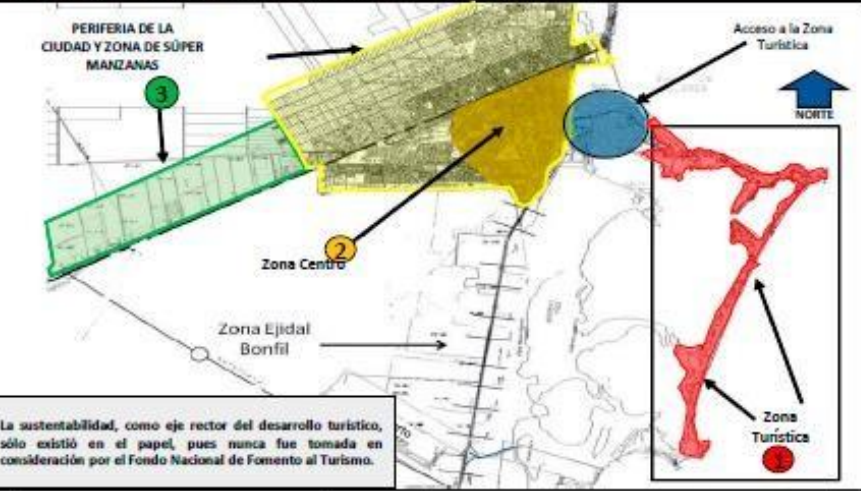 PERIFERIA DE LA
CIUDAD Y ZONA DE SÚPER
MANZANAS
3
Acceso a la Zona
Turística
NORTE
2
Zona Centro
Zona Ejidal
Bonfil
Zona
Turística
1
La sustentabilidad, como eje rector del desarrollo turístico,
sólo existió en el papel, pues nunca fue tomada en
consideración por el Fondo Nacional de Fomento al Turismo.